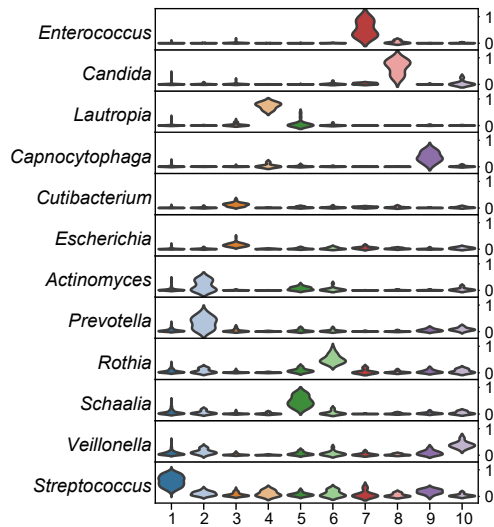 Enterococcus 1 0
Candida 1 0
Lautropia 1 0
Capnocytophaga 1 0
Cutibacterium 1 0
Escherichia 1 0
Actinomyces 1 0
Prevotella 1 0
Rothia 1 0
Schaalia 1 0
Veillonella 1 0
Streptococcus 1 0
1 2 3 4 5 6 7 8 9 10